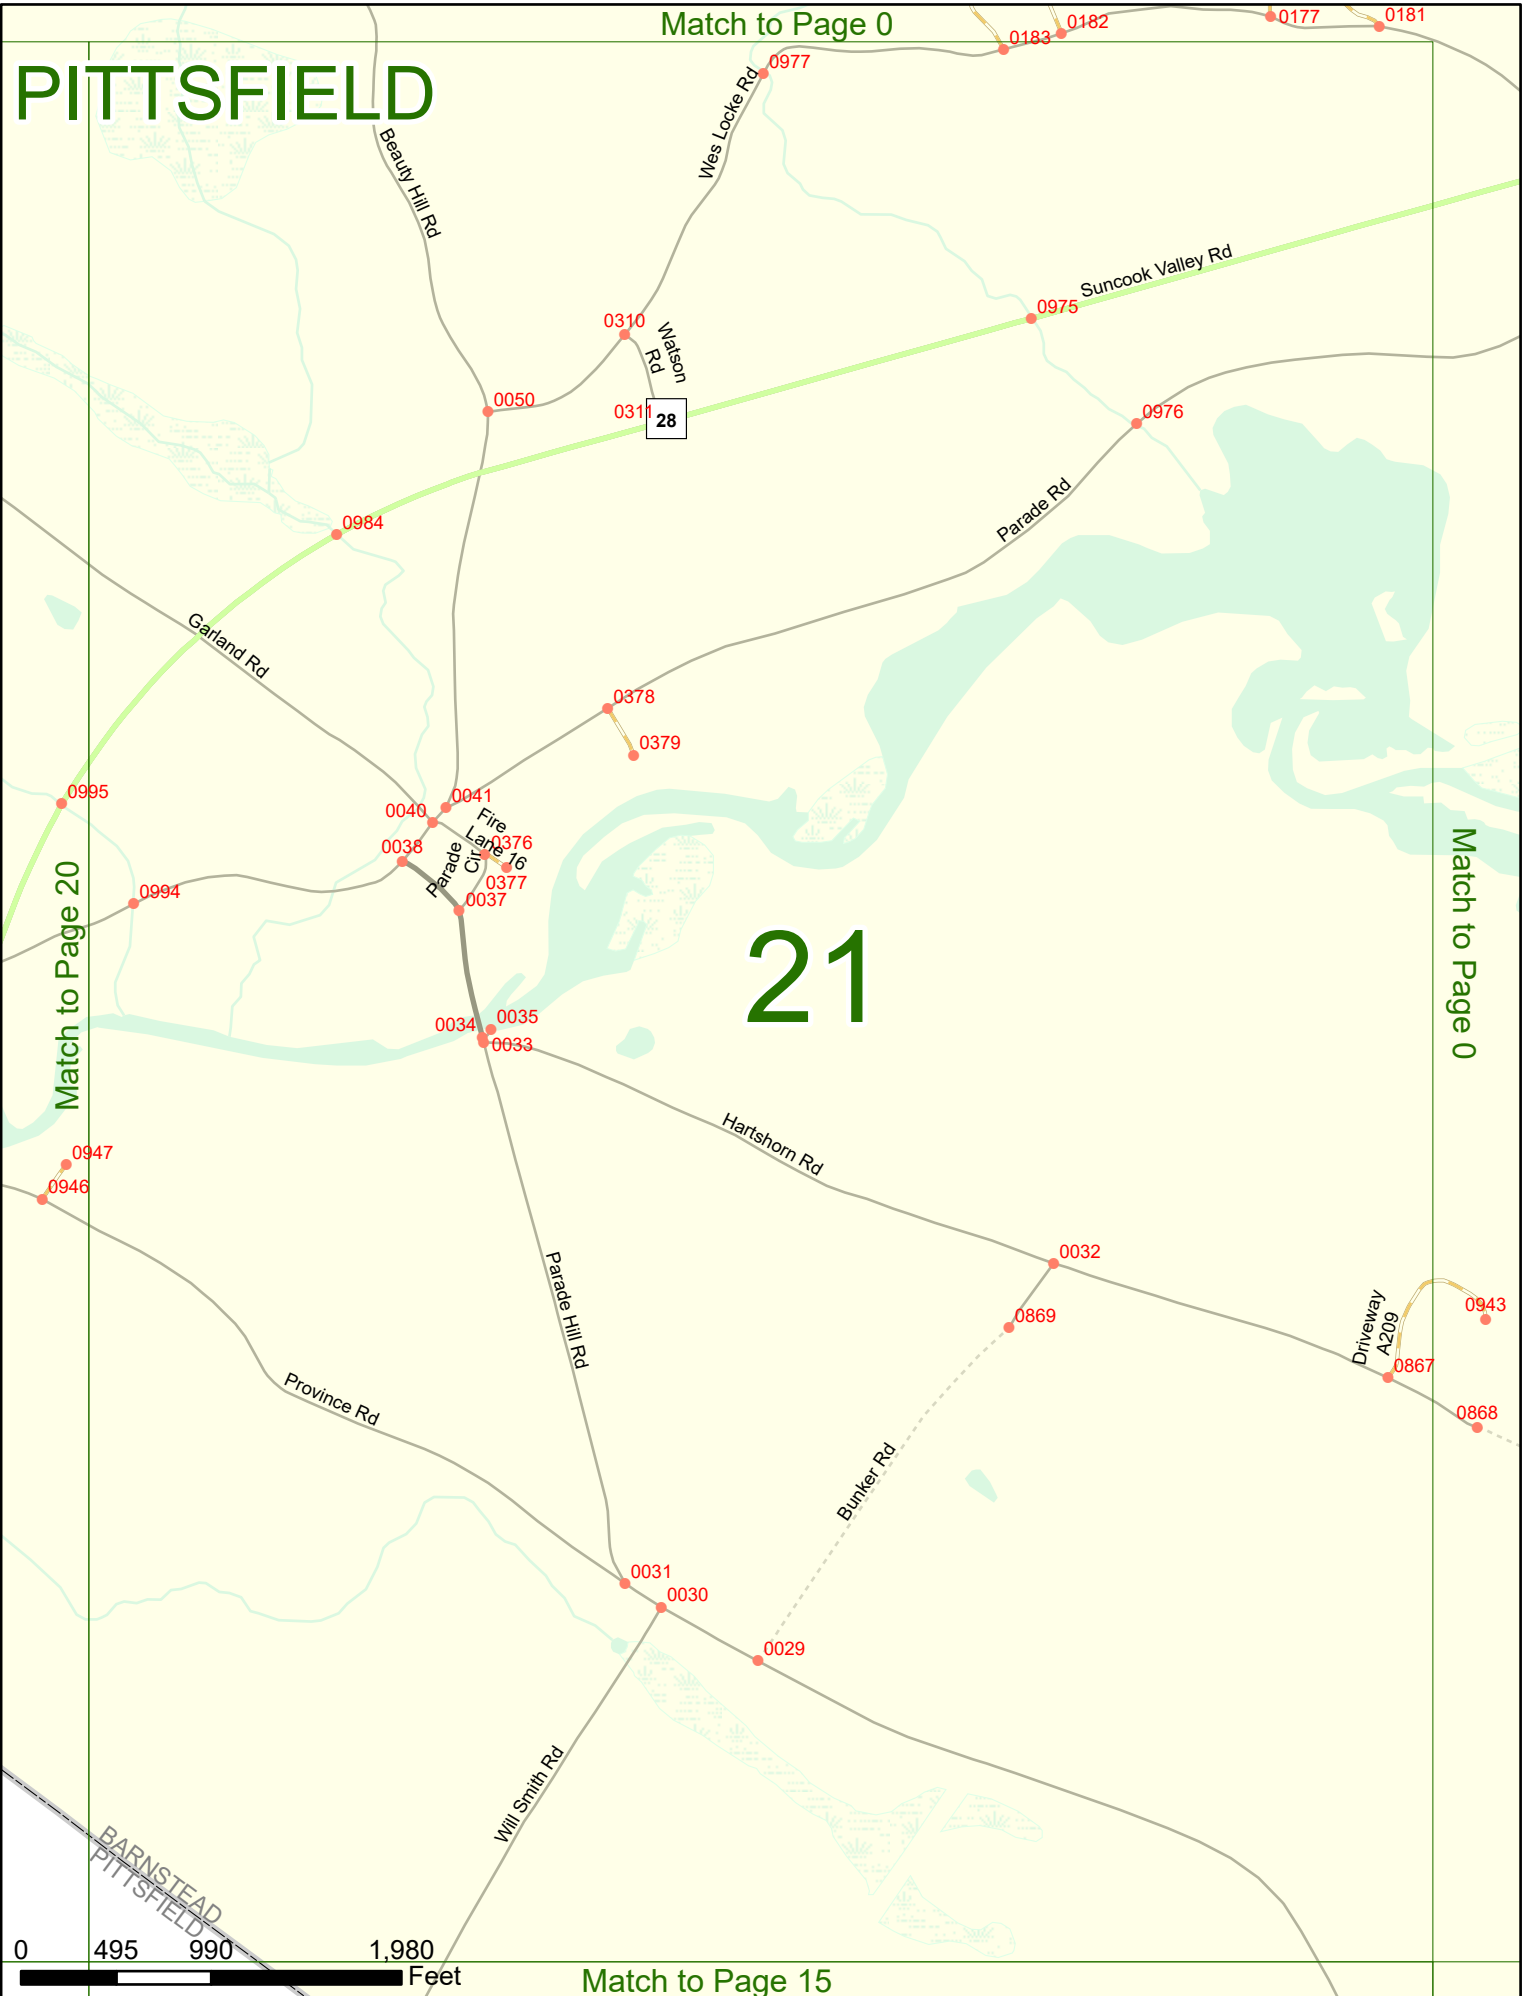 Match to Page 0
0182
0177
0181
0183
0977
PITTSFIELD
Wes Locke Rd
Beauty Hill Rd
Suncook Valley Rd
0975
0310
Watson
Rd
0050
0311
28
0976
Parade Rd
0984
Garland Rd
0378
0379
0995
0041
0040
Fire
Lane 16
0376
0038
Parade
Cir
0377
0037
0994
Match to Page 20
21
Match to Page 0
0035
0034
0033
Hartshorn Rd
0947
0946
0032
Parade Hill Rd
0869
Driveway
A209
0943
0867
Province Rd
0868
Bunker Rd
0031
0030
0029
Will Smith Rd
BARNSTEAD
PITTSFIELD
0 495 990 1,980
Feet
Match to Page 15